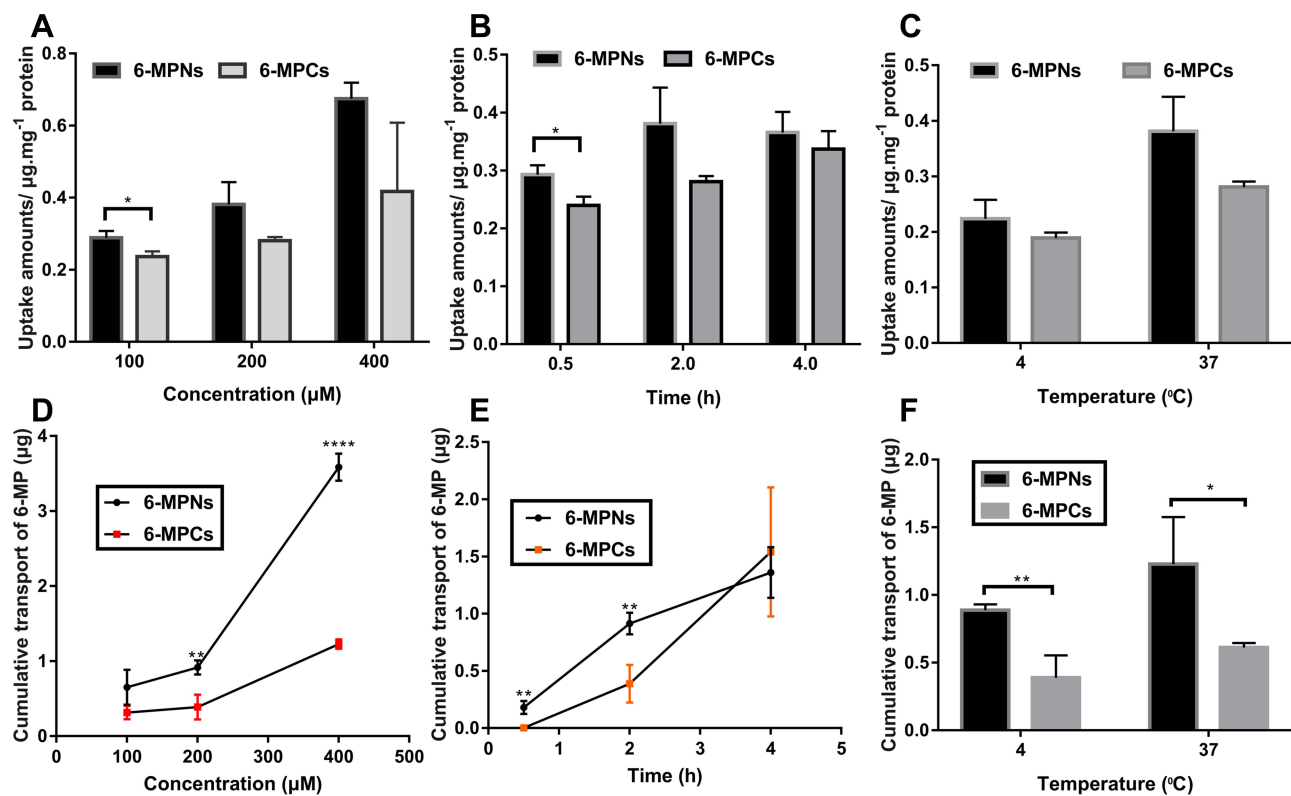 A
Uptake amounts/ µg.mg⁻¹ protein
0.8
0.6
0.4
0.2
0.0
6-MPNs
6-MPCs
*
100
200
400
Concentration (µM)
B
Uptake amounts/ µg.mg⁻¹ protein
0.5
0.4
0.3
0.2
0.1
0.0
6-MPNs
6-MPCs
*
0.5
2.0
4.0
Time (h)
C
Uptake amounts/ µg.mg⁻¹ protein
0.5
0.4
0.3
0.2
0.1
0.0
6-MPNs
6-MPCs
4
37
Temperature (⁰C)
D
Cumulative transport of 6-MP (µg)
4
3
2
1
0
6-MPNs
6-MPCs
**
****
0
100
200
300
400
500
Concentration (µM)
E
Cumulative transport of 6-MP (µg)
2.5
2.0
1.5
1.0
0.5
0.0
6-MPNs
6-MPCs
**
**
0
1
2
3
4
5
Time (h)
F
Cumulative transport of 6-MP (µg)
2.0
1.5
1.0
0.5
0.0
6-MPNs
6-MPCs
**
*
4
37
Temperature (⁰C)